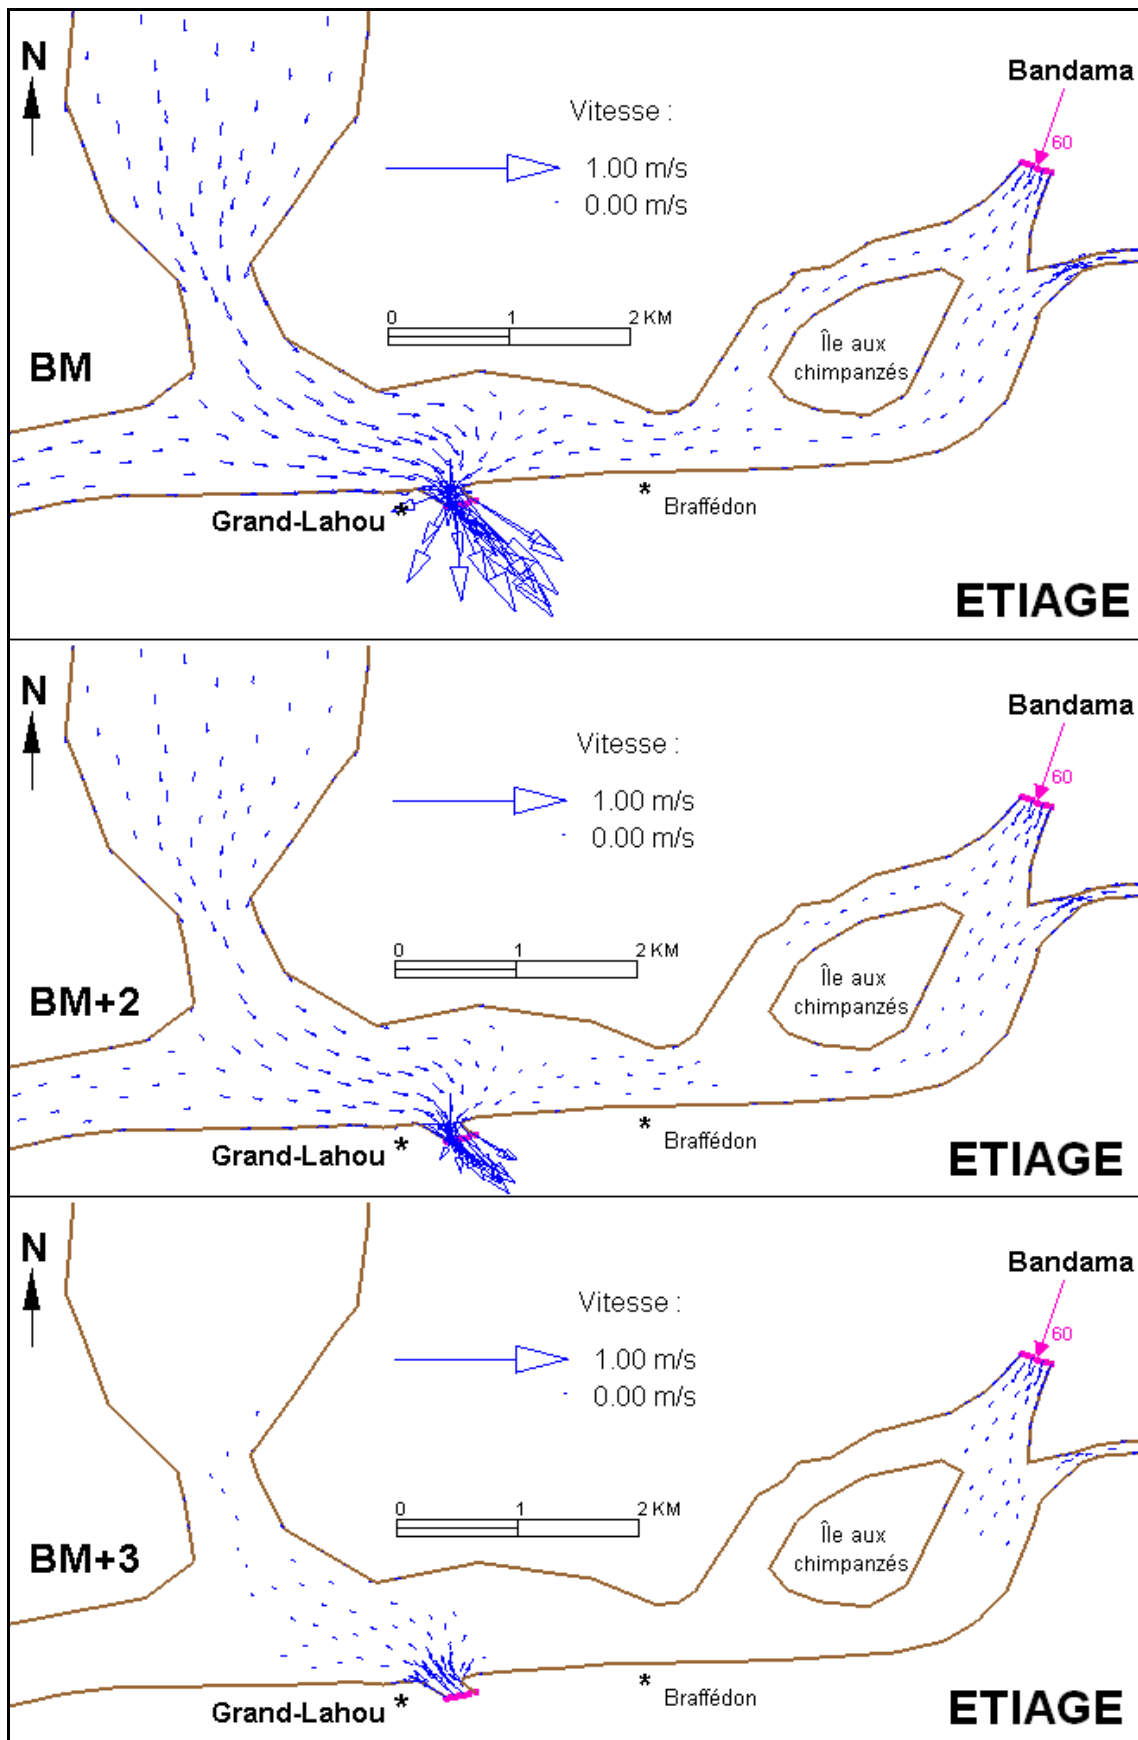 N
Bandama
Vitesse :
60
1.00 m/s
0.00 m/s
0 1 2 KM
Île aux
chimpanzés
BM
Grand-Lahou *
* Braffédon
ETIAGE
N
Bandama
Vitesse :
60
1.00 m/s
0.00 m/s
0 1 2 KM
Île aux
chimpanzés
BM+2
Grand-Lahou *
* Braffédon
ETIAGE
N
Bandama
Vitesse :
60
1.00 m/s
0.00 m/s
0 1 2 KM
Île aux
chimpanzés
BM+3
Grand-Lahou *
* Braffédon
ETIAGE